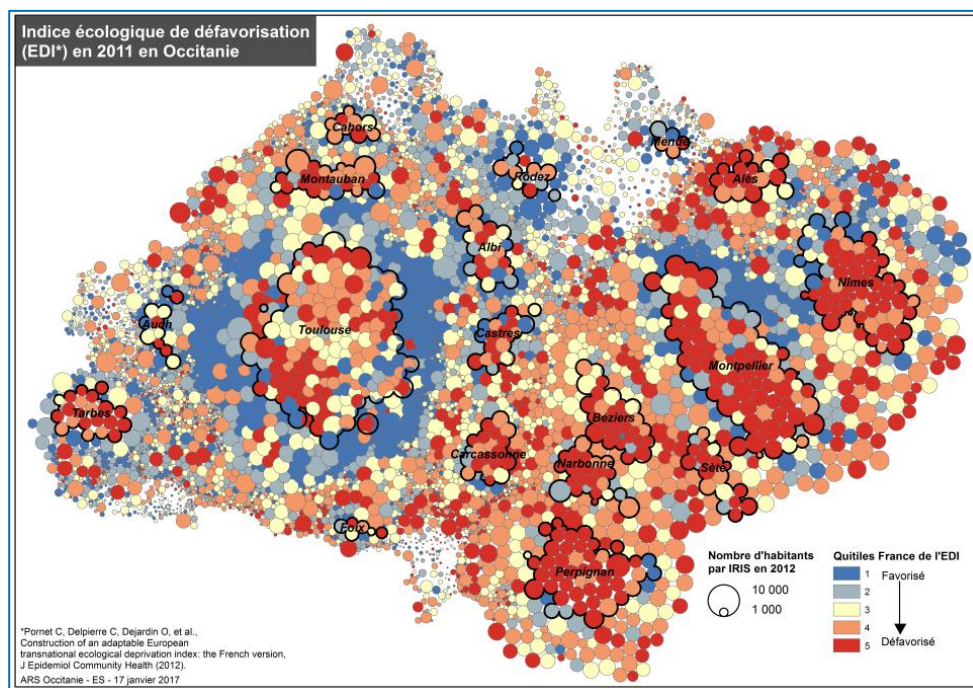 Indice écologique de défavorisation
(EDI*) en 2011 en Occitanie
Cahors
Mende
Montauban
Rodez
Alès
Albi
Nîmes
Auch
Toulouse
Castres
Montpellier
Tarbes
Béziers
Carcassonne
Narbonne
Sète
Foix
Perpignan
Nombre d'habitants
par IRIS en 2012
10 000
1 000
Quitiles France de l'EDI
1 Favorisé
2
3
4
5 Défavorisé
*Pornet C, Delpierre C, Dejardin O, et al.,
Construction of an adaptable European
transnational ecological deprivation index: the French version,
J Epidemiol Community Health (2012).
ARS Occitanie - ES - 17 janvier 2017